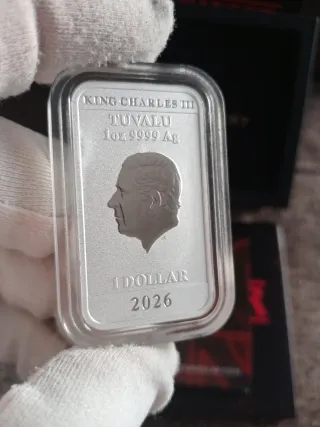 KING CHARLES III
TUVALU
1oz 9999 Ag
1 DOLLAR
2026